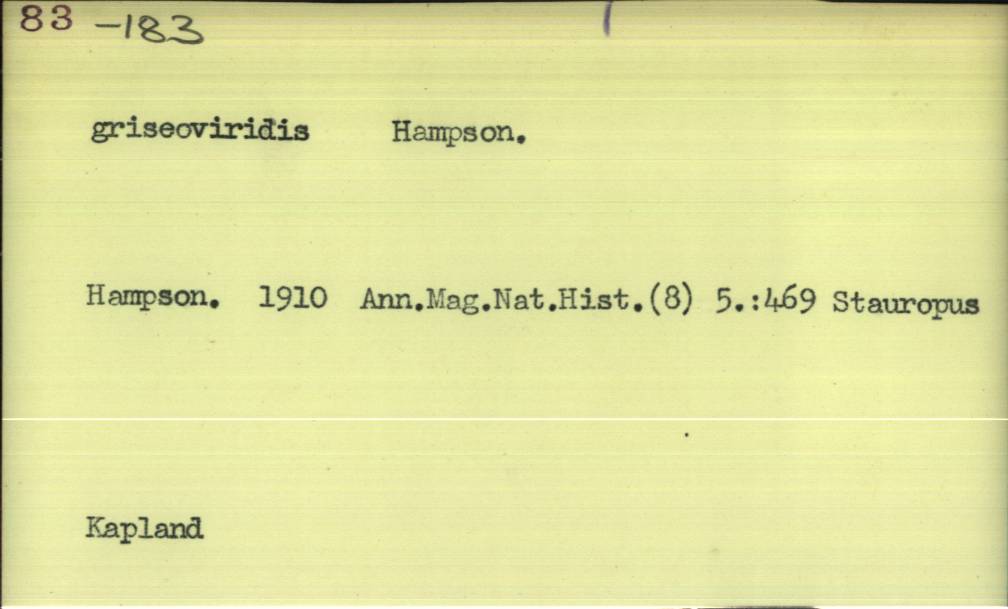 83 -183
griseoviridis Hampson.
Hampson. 1910 Ann.Mag.Nat.Hist.(8) 5.:469 Stauropus
Kapland